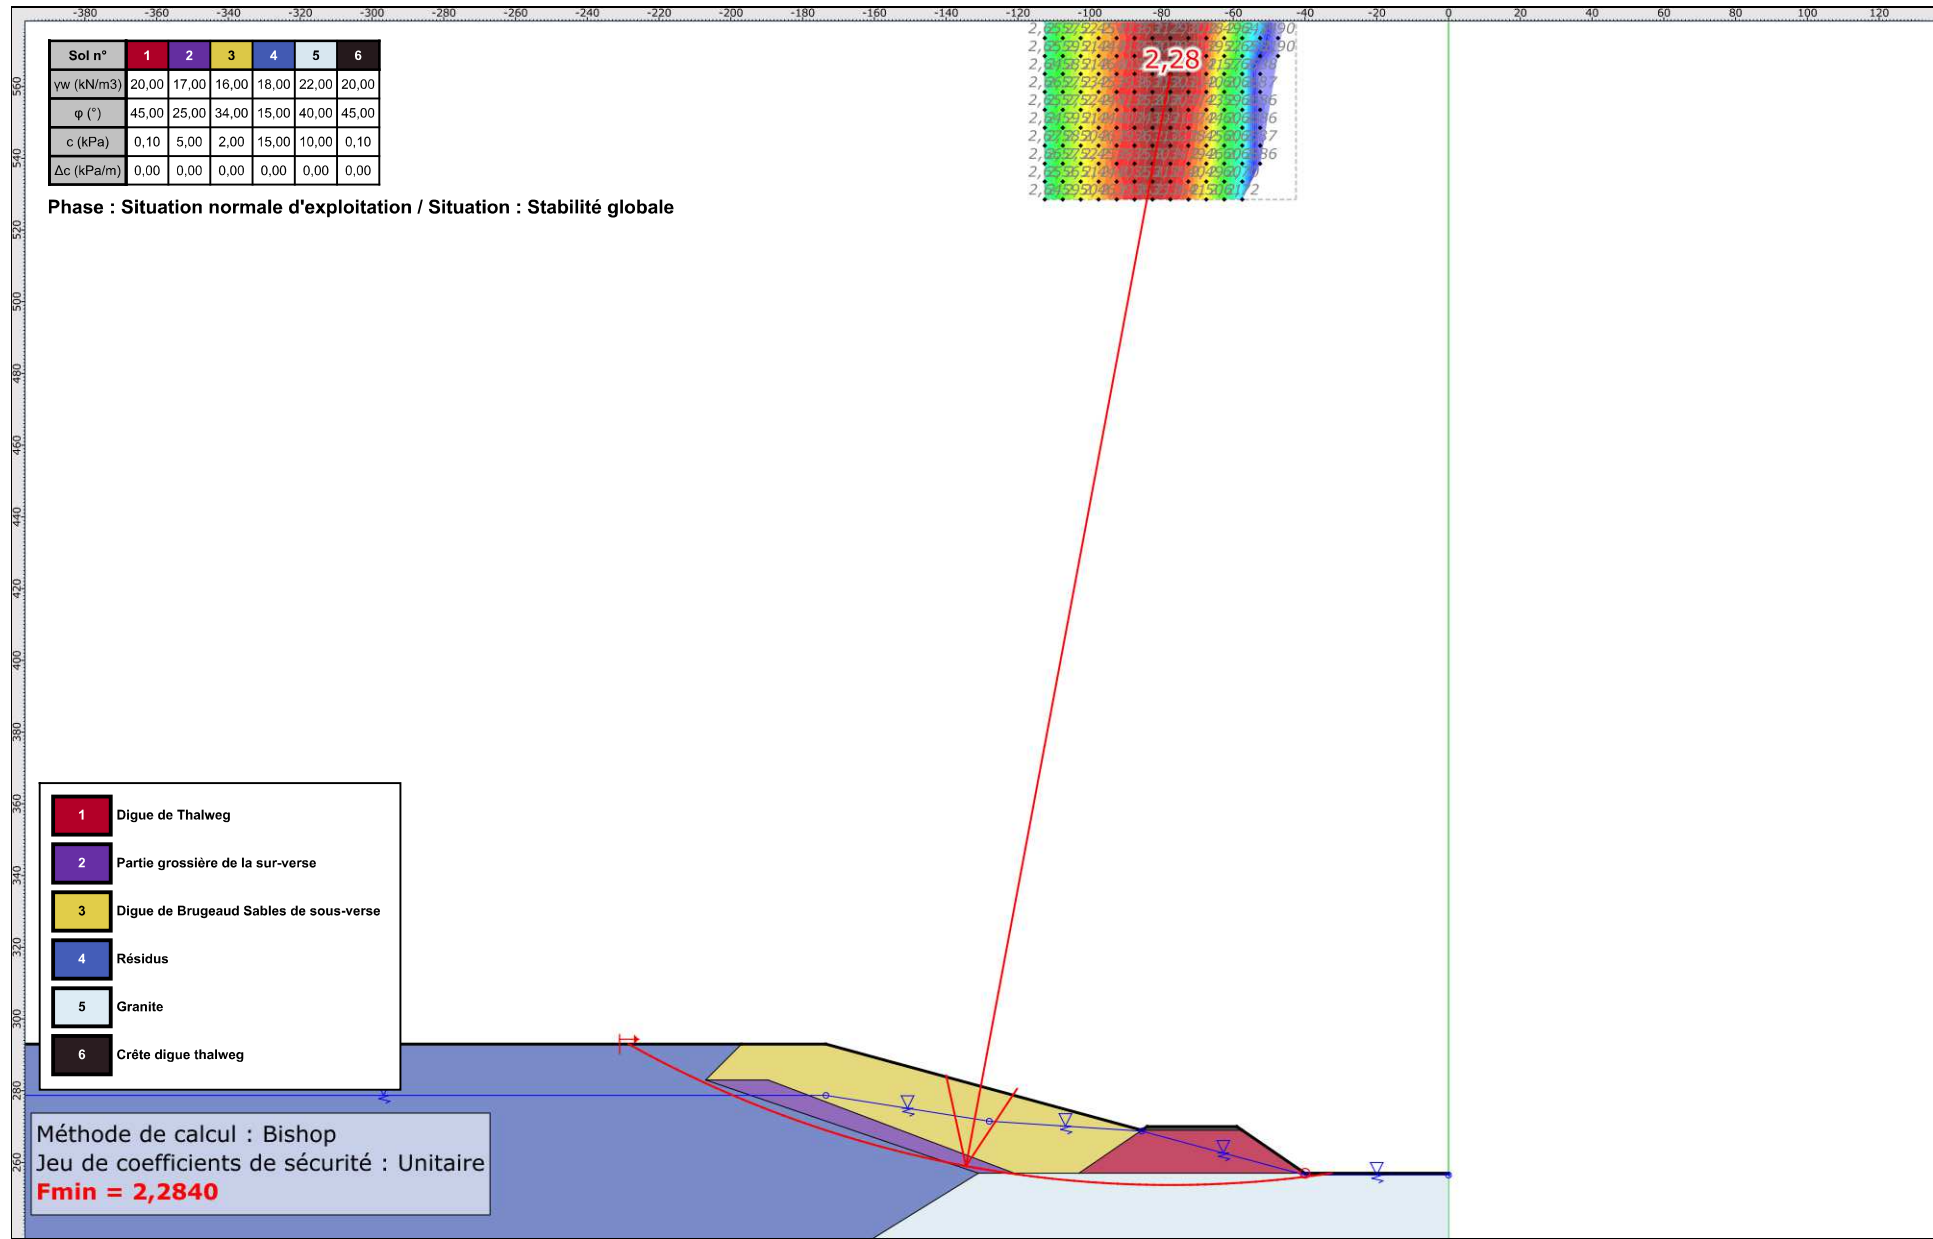 -380 -360 -340 -320 -300 -280 -260 -240 -220 -200 -180 -160 -140 -120 -100 -80 -60 -40 -20 0 20 40 60 80 100 120
Sol n° 1 2 3 4 5 6
γw (kN/m3) 20,00 17,00 16,00 18,00 22,00 20,00
φ (°) 45,00 25,00 34,00 15,00 40,00 45,00
c (kPa) 0,10 5,00 2,00 15,00 10,00 0,10
Δc (kPa/m) 0,00 0,00 0,00 0,00 0,00 0,00
Phase : Situation normale d'exploitation / Situation : Stabilité globale
2,28
560
540
520
500
480
460
440
420
400
380
360
340
320
300
280
260
1 Digue de Thalweg
2 Partie grossière de la sur-verse
3 Digue de Brugeaud Sables de sous-verse
4 Résidus
5 Granite
6 Crête digue thalweg
Méthode de calcul : Bishop
Jeu de coefficients de sécurité : Unitaire
Fmin = 2,2840